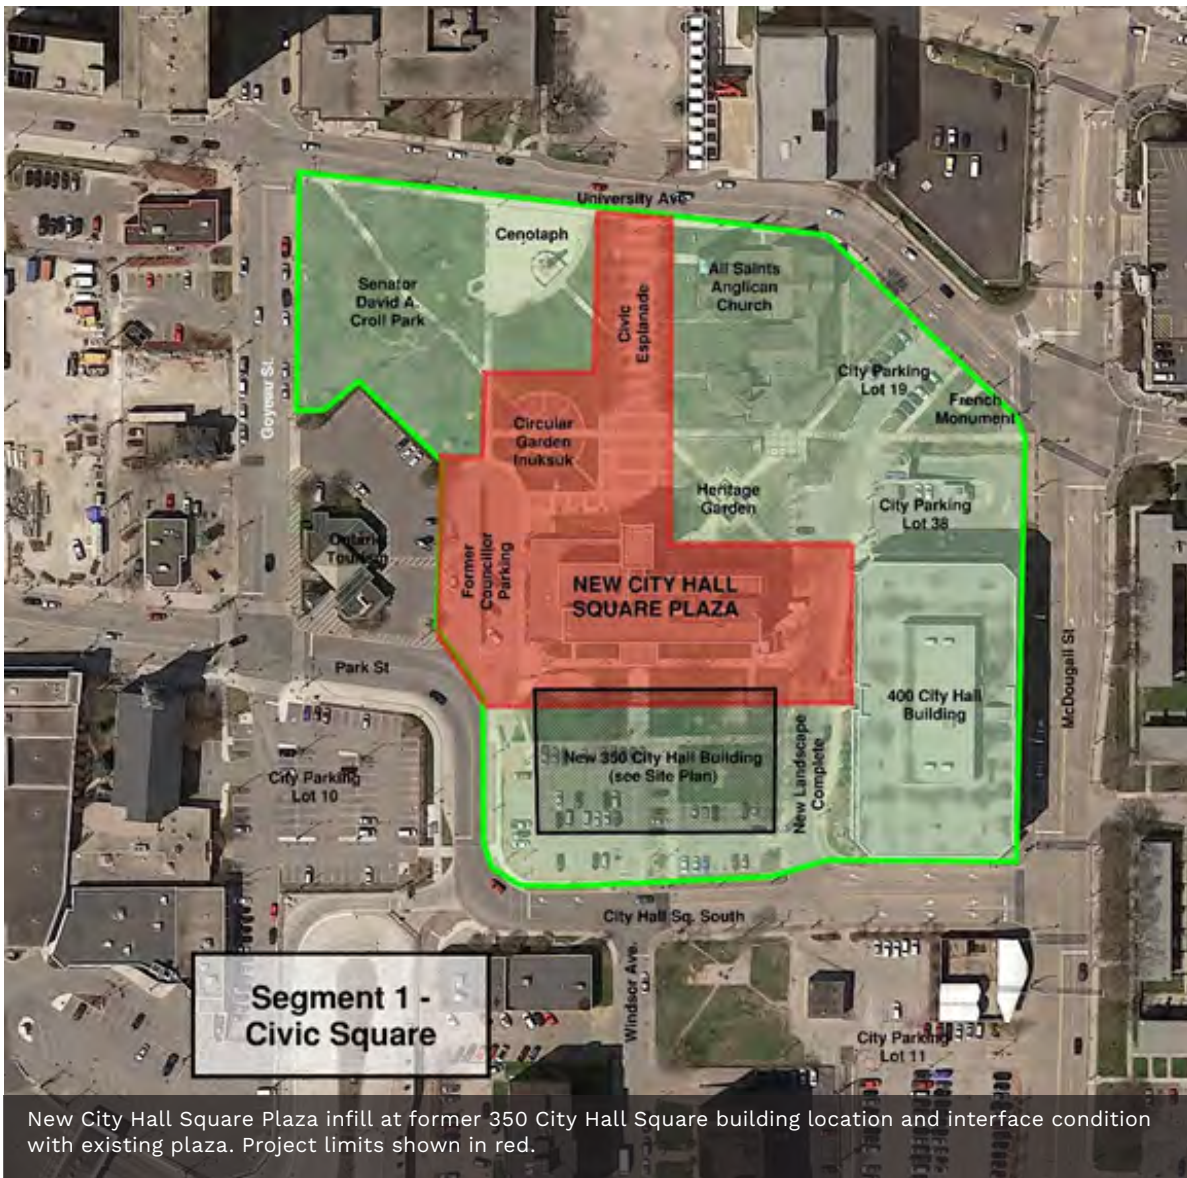 University Ave
Cenotaph
Senator
David A.
Croll Park
All Saints
Anglican
Church
Civic
Esplanade
City Parking
Lot 19
French
Monument
Goyeau St.
Circular
Garden
Inuksuk
Heritage
Garden
City Parking
Lot 38
Ontario
Tourism
Former
Councillor
Parking
NEW CITY HALL
SQUARE PLAZA
Park St
McDougall St
400 City Hall
Building
New 350 City Hall Building
(see Site Plan)
New Landscape
Complete
City Parking
Lot 10
City Hall Sq. South
Windsor Ave.
Segment 1 -
Civic Square
City Parking
Lot 11
New City Hall Square Plaza infill at former 350 City Hall Square building location and interface condition
with existing plaza. Project limits shown in red.